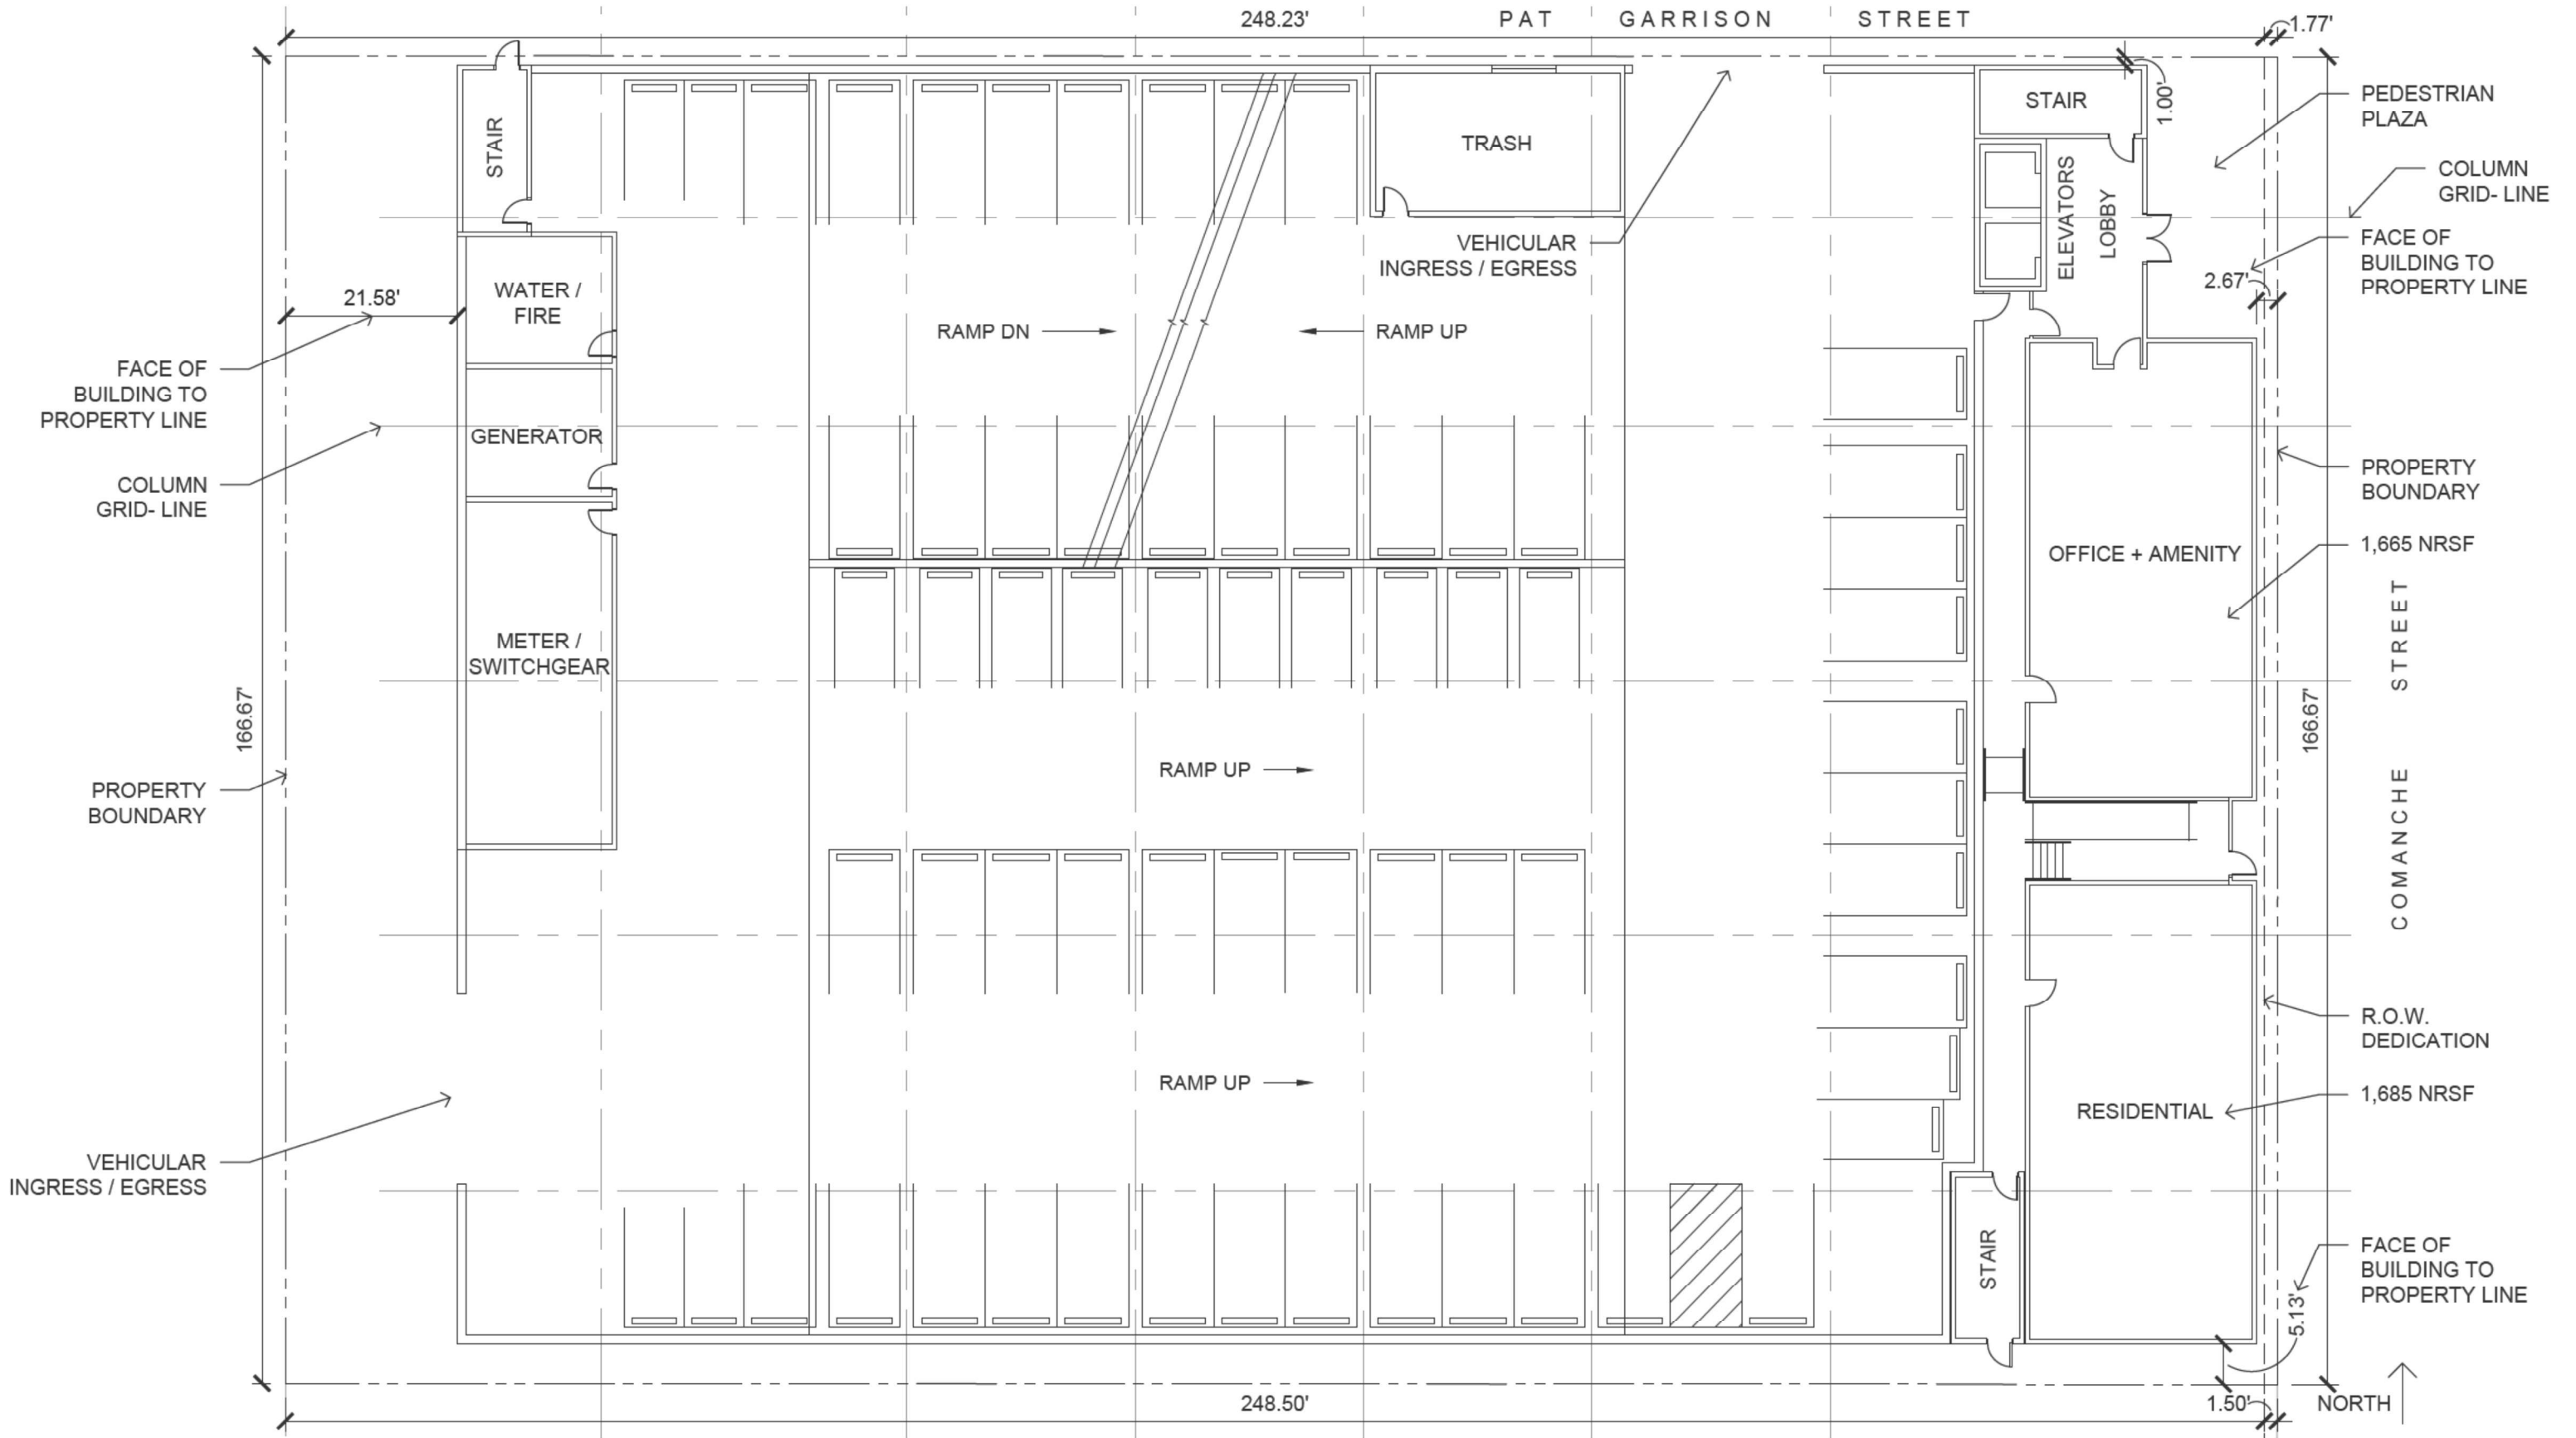 248.23'
PAT GARRISON STREET
1.77'
STAIR
TRASH
STAIR
1.00'
PEDESTRIAN
PLAZA
COLUMN
GRID- LINE
ELEVATORS
LOBBY
VEHICULAR
INGRESS / EGRESS
FACE OF
BUILDING TO
PROPERTY LINE
2.67'
21.58'
WATER /
FIRE
RAMP DN
RAMP UP
FACE OF
BUILDING TO
PROPERTY LINE
GENERATOR
COLUMN
GRID- LINE
PROPERTY
BOUNDARY
OFFICE + AMENITY
1,665 NRSF
METER /
SWITCHGEAR
166.67'
166.67'
COMANCHE STREET
RAMP UP
PROPERTY
BOUNDARY
R.O.W.
DEDICATION
RAMP UP
RESIDENTIAL
1,685 NRSF
VEHICULAR
INGRESS / EGRESS
STAIR
FACE OF
BUILDING TO
PROPERTY LINE
5.13'
248.50'
1.50'
NORTH